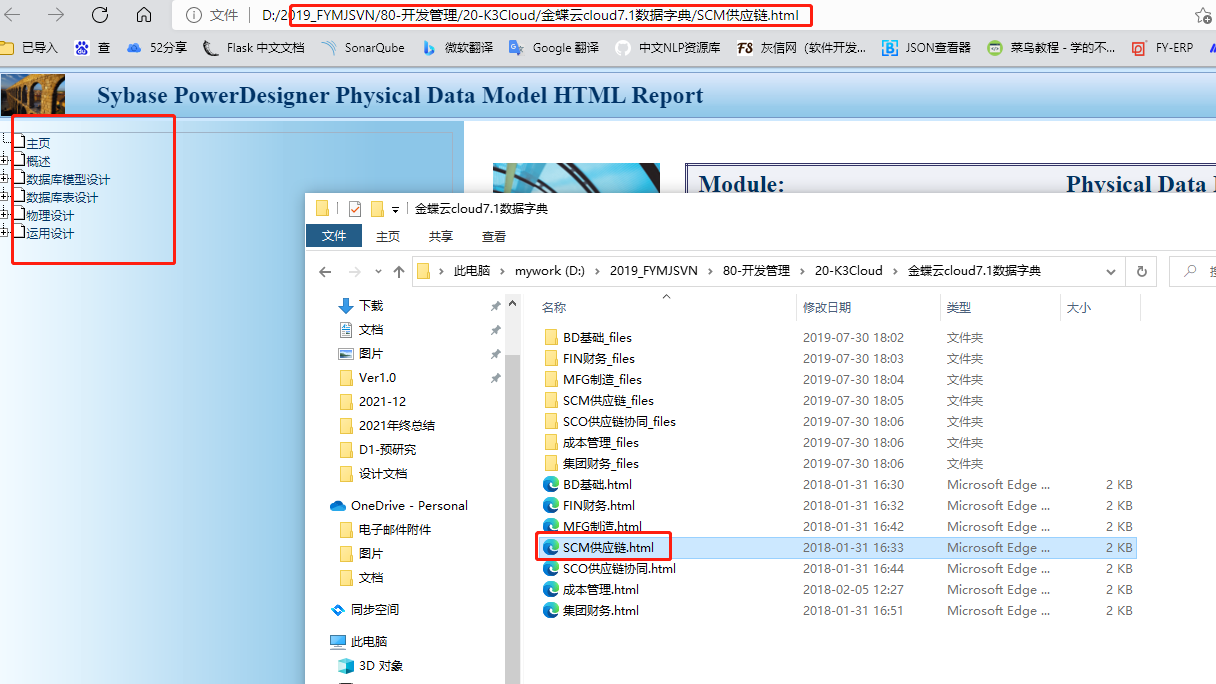 文件 D:/2019_FYMJSVN/80-开发管理/20-K3Cloud/金蝶云cloud7.1数据字典/SCM供应链.html
已导入 查 52分享 Flask 中文文档 SonarQube 微软翻译 Google 翻译 中文NLP资源库 FS 灰信网（软件开发... JSON查看器 菜鸟教程 - 学的不... FY-ERP
Sybase PowerDesigner Physical Data Model HTML Report
主页
概述
数据库模型设计
数据库表设计
物理设计
运用设计
Module: Physical Data
金蝶云cloud7.1数据字典
文件 主页 共享 查看
此电脑 mywork (D:) 2019_FYMJSVN 80-开发管理 20-K3Cloud 金蝶云cloud7.1数据字典
下载
文档
图片
Ver1.0
2021-12
2021年终总结
D1-预研究
设计文档
OneDrive - Personal
电子邮件附件
图片
文档
同步空间
此电脑
3D 对象
名称 修改日期 类型 大小
BD基础_files 2019-07-30 18:02 文件夹
FIN财务_files 2019-07-30 18:03 文件夹
MFG制造_files 2019-07-30 18:04 文件夹
SCM供应链_files 2019-07-30 18:05 文件夹
SCO供应链协同_files 2019-07-30 18:06 文件夹
成本管理_files 2019-07-30 18:06 文件夹
集团财务_files 2019-07-30 18:06 文件夹
BD基础.html 2018-01-31 16:30 Microsoft Edge ... 2 KB
FIN财务.html 2018-01-31 16:32 Microsoft Edge ... 2 KB
MFG制造.html 2018-01-31 16:42 Microsoft Edge ... 2 KB
SCM供应链.html 2018-01-31 16:33 Microsoft Edge ... 2 KB
SCO供应链协同.html 2018-01-31 16:44 Microsoft Edge ... 2 KB
成本管理.html 2018-02-05 12:27 Microsoft Edge ... 2 KB
集团财务.html 2018-01-31 16:51 Microsoft Edge ... 2 KB